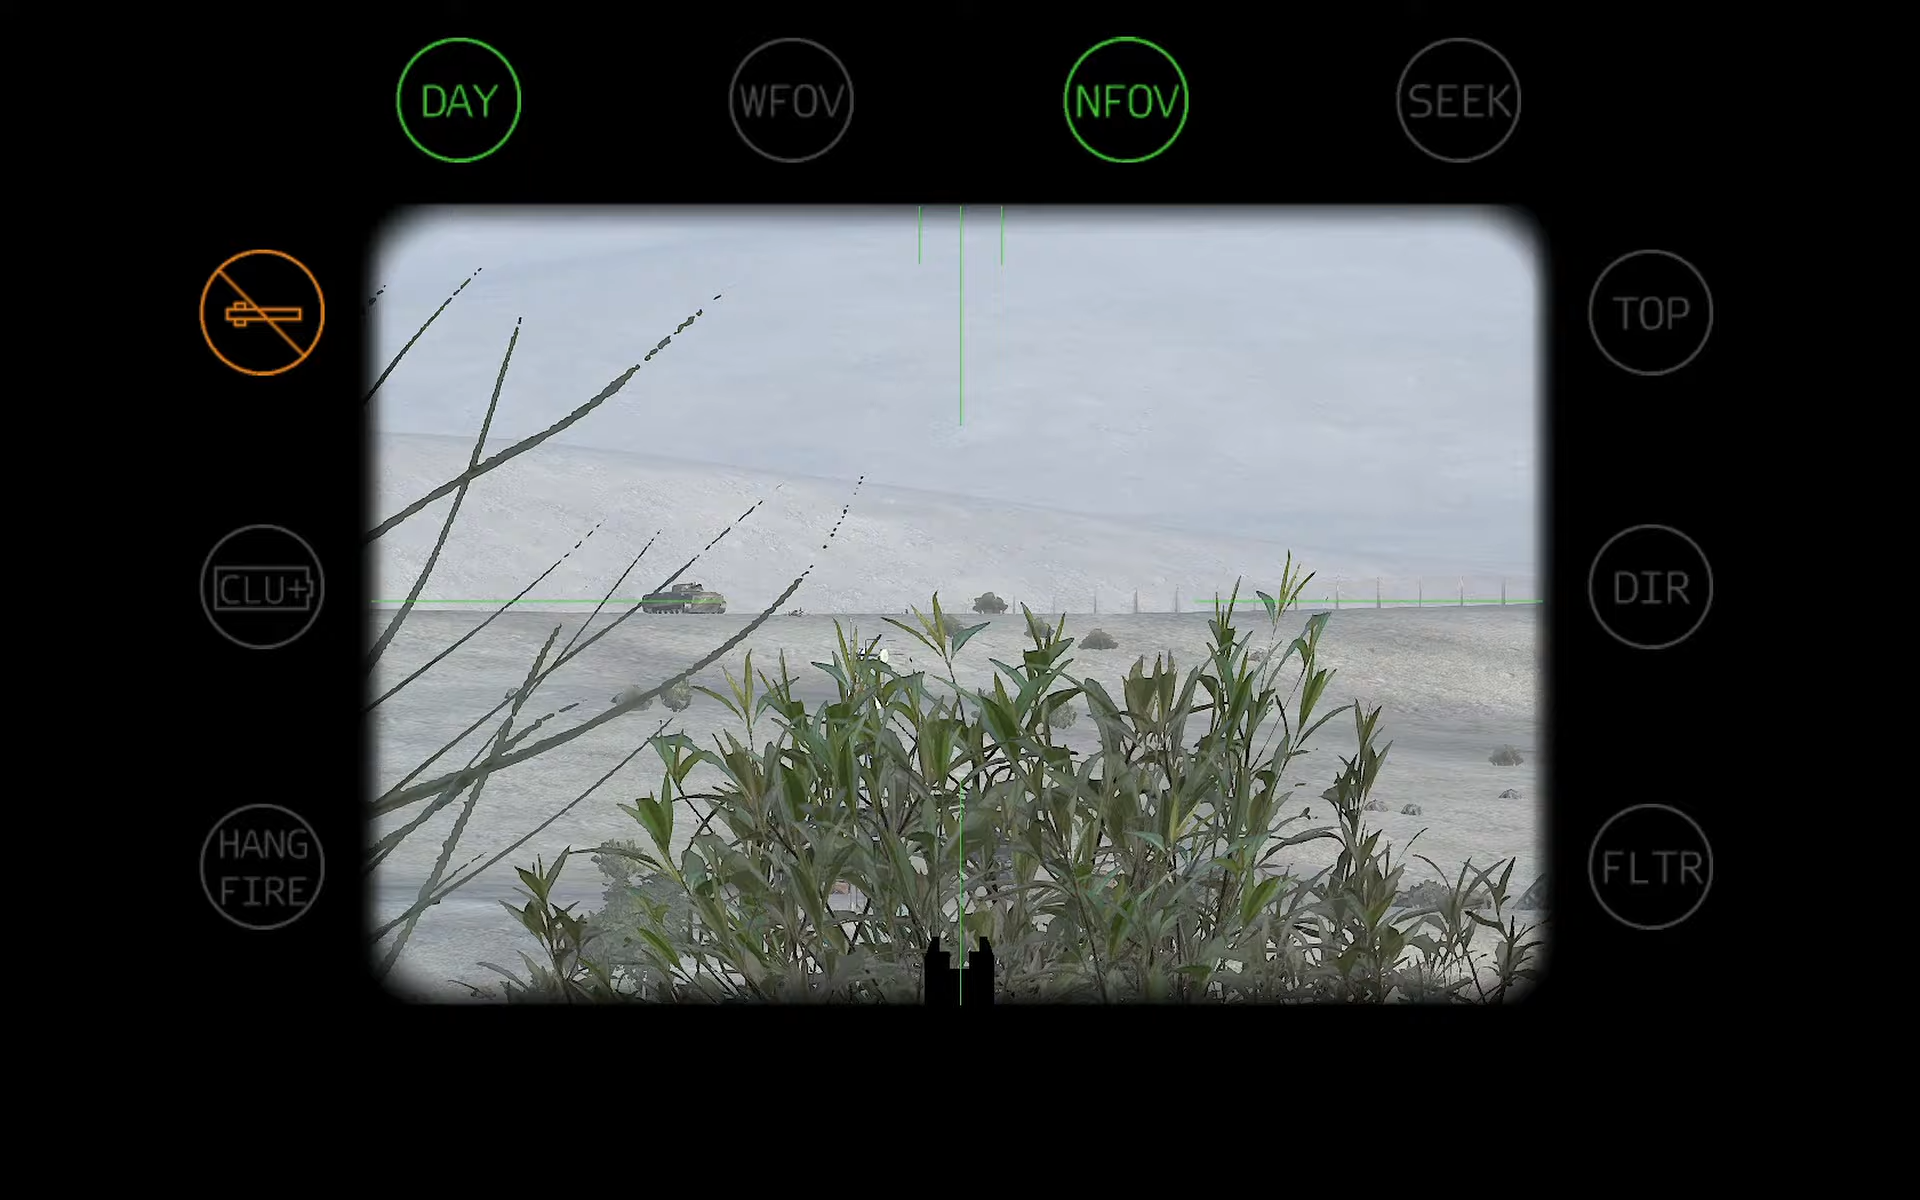 DAY
WFOV
NFOV
SEEK
TOP
CLU+
DIR
HANG
FIRE
FLTR